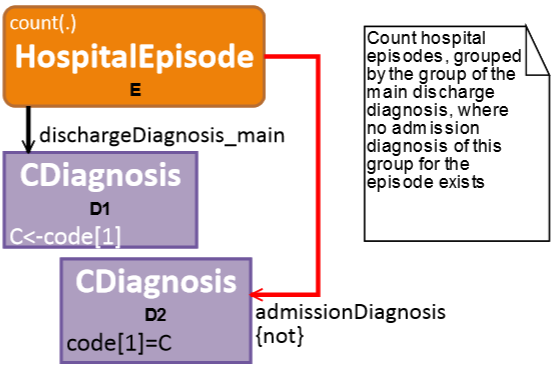 count(.)
HospitalEpisode
E
dischargeDiagnosis_main
CDiagnosis
D1
C<-code[1]
CDiagnosis
D2
code[1]=C
admissionDiagnosis
{not}
Count hospital
episodes, grouped
by the group of the
main discharge
diagnosis, where
no admission
diagnosis of this
group for the
episode exists